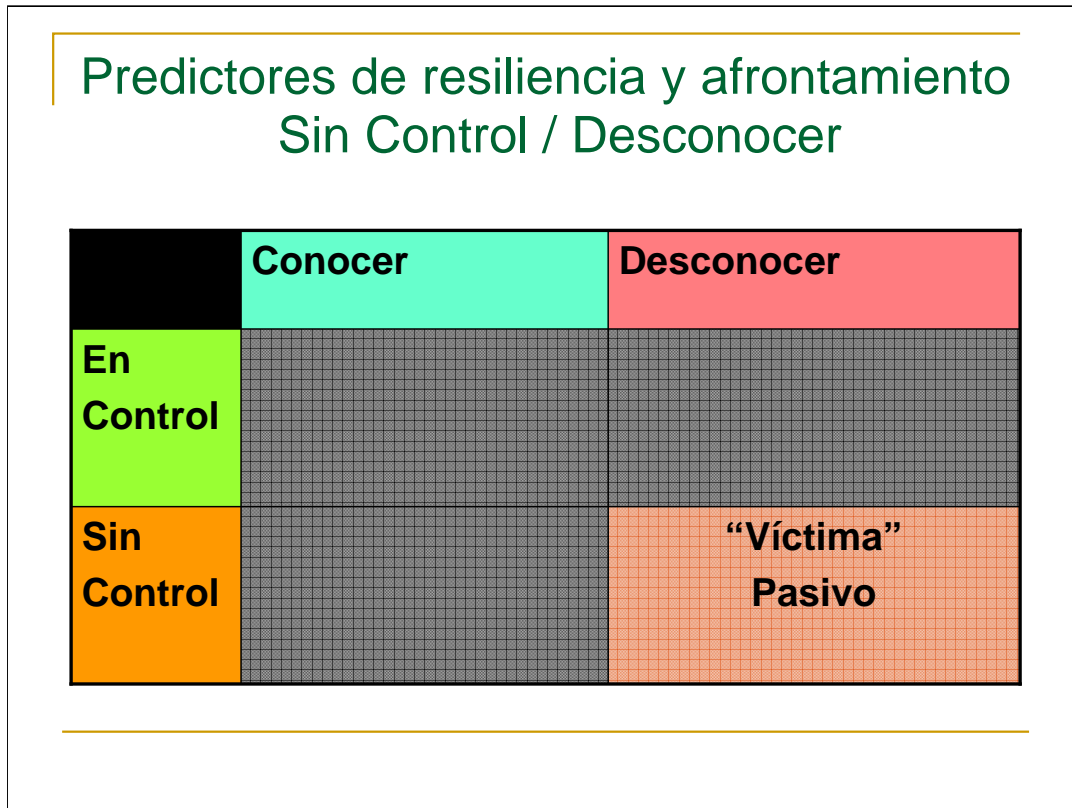 Predictores de resiliencia y afrontamiento
Sin Control / Desconocer
Conocer
Desconocer
En
Control
Sin
Control
“Víctima”
Pasivo